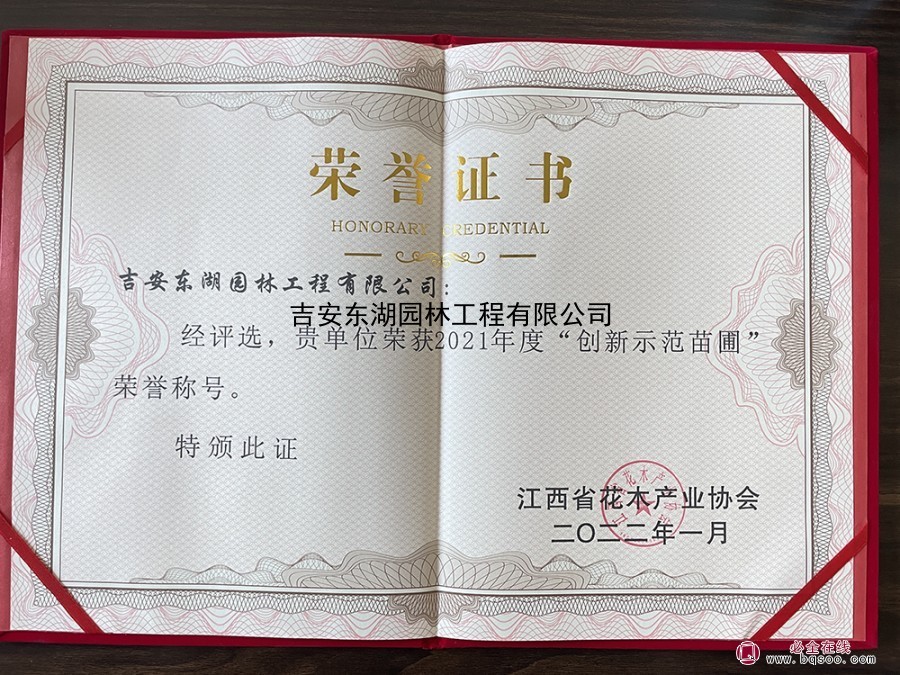 荣誉证书
HONORARY CREDENTIAL
吉安东湖园林工程有限公司：
吉安东湖园林工程有限公司
经评选，贵单位荣获2021年度“创新示范苗圃”
荣誉称号。
特颁此证
江西省花木产业协会
二〇二二年一月
必全在线
www.bqsoo.com